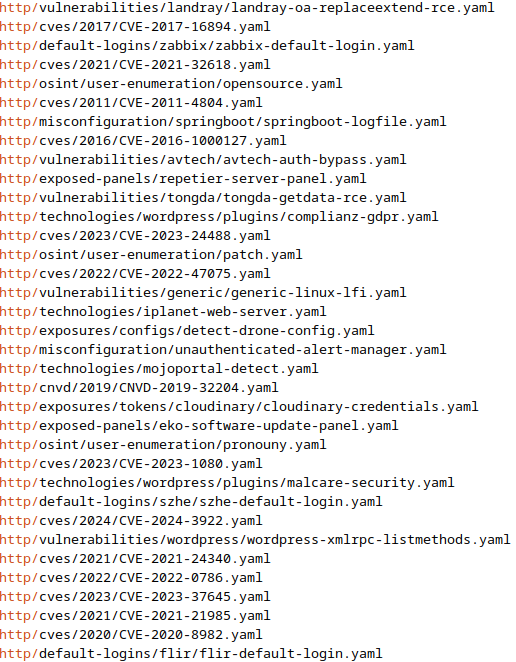 http/vulnerabilities/landray/landray-oa-replaceextend-rce.yaml
http/cves/2017/CVE-2017-16894.yaml
http/default-logins/zabbix/zabbix-default-login.yaml
http/cves/2021/CVE-2021-32618.yaml
http/osint/user-enumeration/opensource.yaml
http/cves/2011/CVE-2011-4804.yaml
http/misconfiguration/springboot/springboot-logfile.yaml
http/cves/2016/CVE-2016-1000127.yaml
http/vulnerabilities/avtech/avtech-auth-bypass.yaml
http/exposed-panels/repetier-server-panel.yaml
http/vulnerabilities/tongda/tongda-getdata-rce.yaml
http/technologies/wordpress/plugins/complianz-gdpr.yaml
http/cves/2023/CVE-2023-24488.yaml
http/osint/user-enumeration/patch.yaml
http/cves/2022/CVE-2022-47075.yaml
http/vulnerabilities/generic/generic-linux-lfi.yaml
http/technologies/iplanet-web-server.yaml
http/exposures/configs/detect-drone-config.yaml
http/misconfiguration/unauthenticated-alert-manager.yaml
http/technologies/mojoportal-detect.yaml
http/cnvd/2019/CNVD-2019-32204.yaml
http/exposures/tokens/cloudinary/cloudinary-credentials.yaml
http/exposed-panels/eko-software-update-panel.yaml
http/osint/user-enumeration/pronouny.yaml
http/cves/2023/CVE-2023-1080.yaml
http/technologies/wordpress/plugins/malcare-security.yaml
http/default-logins/szhe/szhe-default-login.yaml
http/cves/2024/CVE-2024-3922.yaml
http/vulnerabilities/wordpress/wordpress-xmlrpc-listmethods.yaml
http/cves/2021/CVE-2021-24340.yaml
http/cves/2022/CVE-2022-0786.yaml
http/cves/2023/CVE-2023-37645.yaml
http/cves/2021/CVE-2021-21985.yaml
http/cves/2020/CVE-2020-8982.yaml
http/default-logins/flir/flir-default-login.yaml